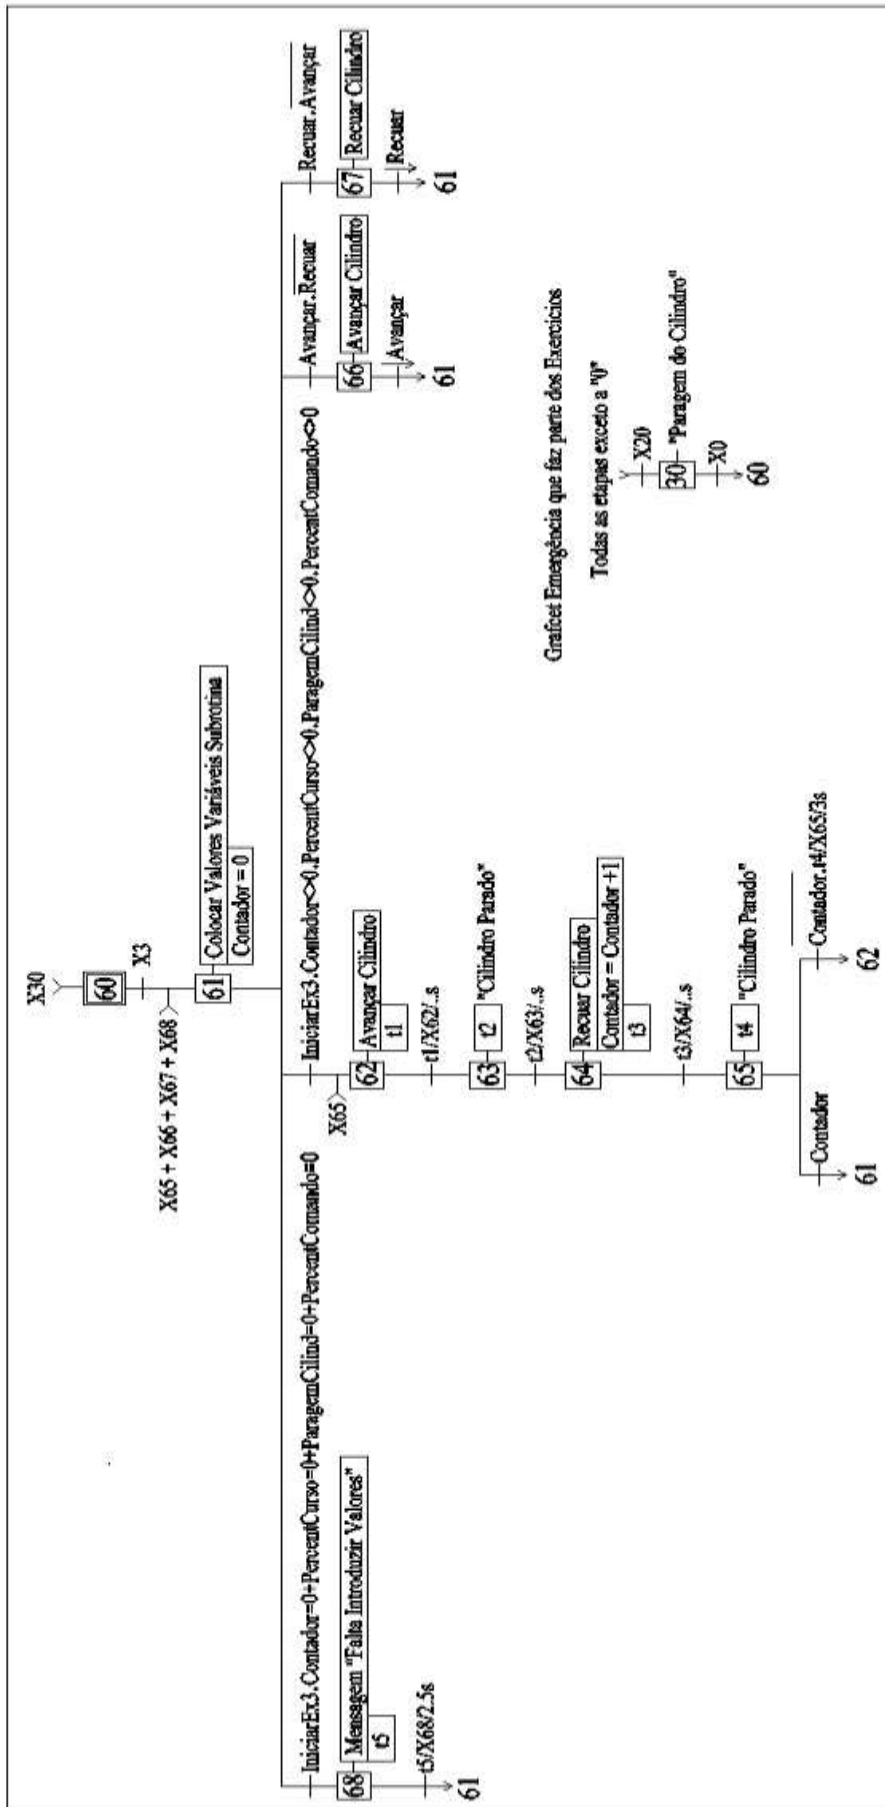 X30
60
X3
X65 + X66 + X67 + X68
61
Colocar Valores Variáveis Subrotina
Contador = 0
IniciarEx3.Contador=0+PercentCurso=0+ParagemCilind=0+PercentComando=0
68
Mensagem "Falta Introduzir Valores"
t5
t5/X68/2.5s
61
IniciarEx3.Contador<>0.PercentCurso<>0.ParagemCilind<>0.PercentComando<>0
X65
62
Avançar Cilindro
t1
t1/X62/..s
63
t2
"Cilindro Parado"
t2/X63/..s
64
Recuar Cilindro
Contador = Contador +1
t3
t3/X64/..s
65
t4
"Cilindro Parado"
Contador
61
Contador.t4/X65/3s
62
Avançar.Recuar
66
Avançar Cilindro
Avançar
61
Recuar.Avançar
67
Recuar Cilindro
Recuar
61
Grafcet Emergência que faz parte dos Exercícios
Todas as etapas exceto a "0"
X20
30
"Paragem do Cilindro"
X0
60